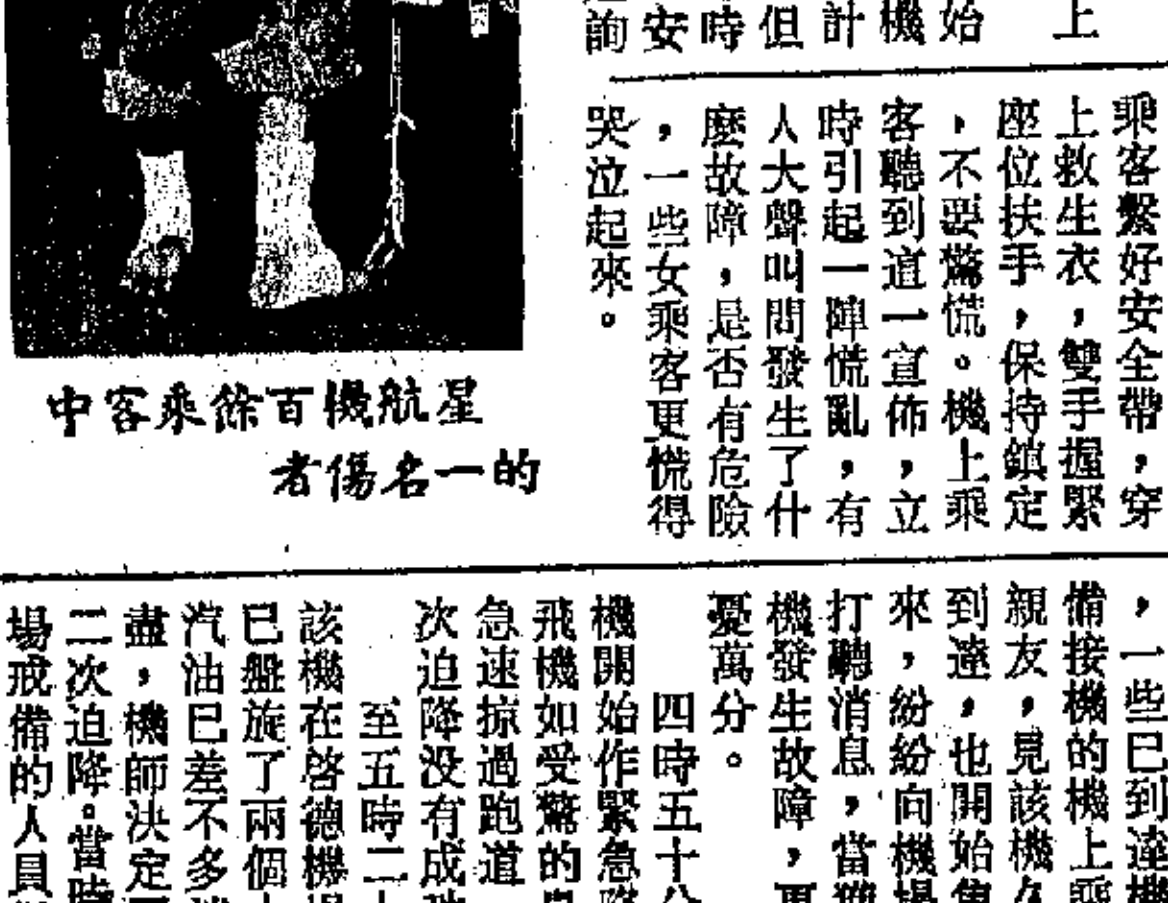 上
始
機
計
但
時
安
詢
乘客繫好安全帶，穿
上救生衣，雙手握緊
座位扶手，保持鎮定
，不要驚慌。機上乘
客聽到這一宣佈，立
時引起一陣慌亂，有
人大聲叫問發生了什
麼故障，是否有危險
，一些女乘客更慌得
哭泣起來。
星航機百餘乘客中
的一名傷者
，一些已到達機
備接機的機上乘
親友，見該機久
到達，也開始焦
來，紛紛向機場
打聽消息，當獲
機發生故障，更
憂萬分。
四時五十分
機開始作緊急降
飛機如受驚的
急速掠過跑道
次迫降没有成功
至五時二十
該機在啓德機場
已盤旋了兩個
汽油已差不多
盡，機師決定
二次迫降。當時
場戒備的人員